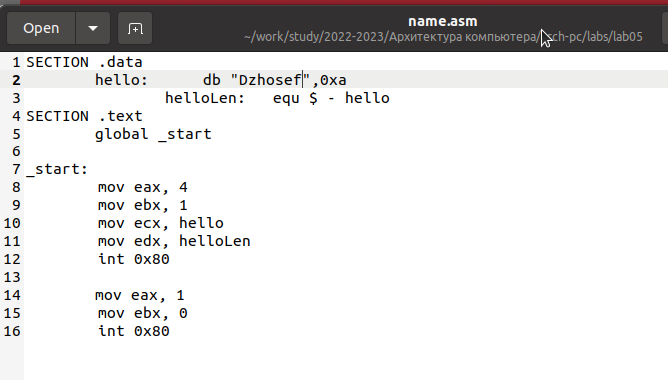 Open
name.asm
~/work/study/2022-2023/Архитектура компьютера/ch-pc/labs/lab05
1 SECTION .data
2 hello: db "Dzhosef",0xa
3 helloLen: equ $ - hello
4 SECTION .text
5 global _start
6
7 _start:
8 mov eax, 4
9 mov ebx, 1
10 mov ecx, hello
11 mov edx, helloLen
12 int 0x80
13
14 mov eax, 1
15 mov ebx, 0
16 int 0x80